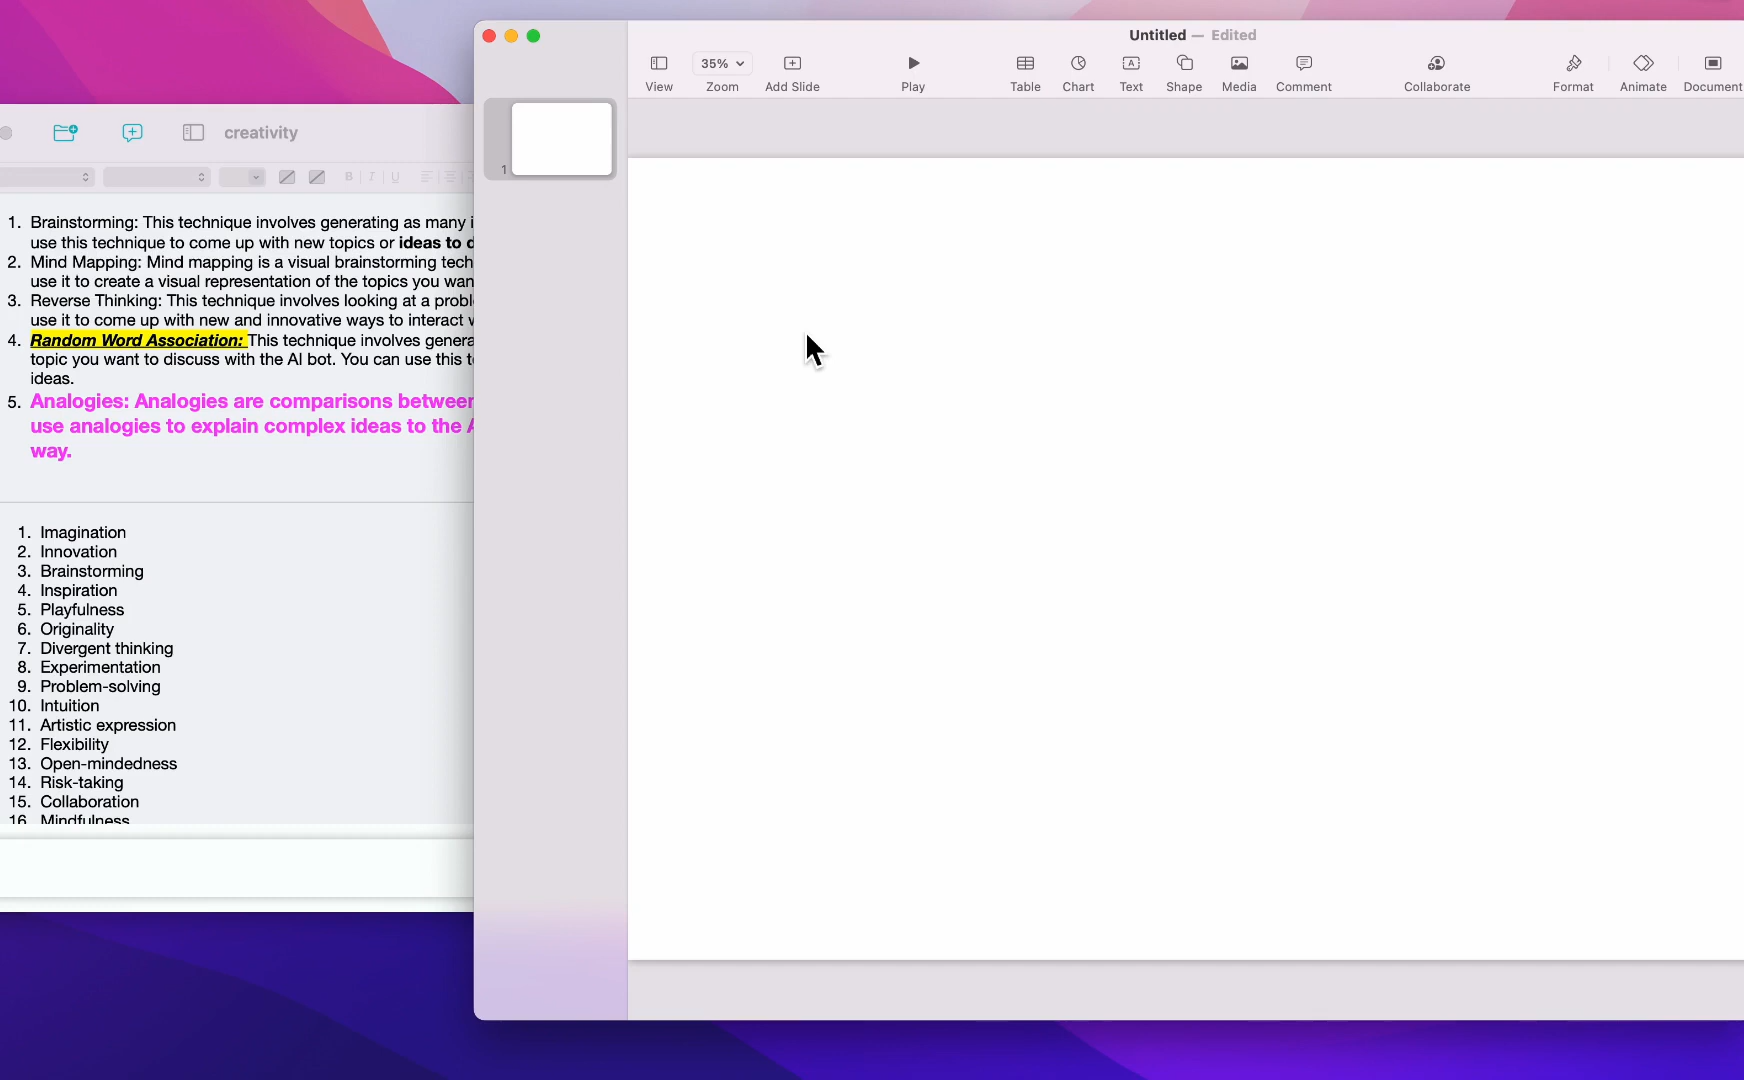 Untitled — Edited
35%
View
Zoom
Add Slide
Play
Table
Chart
Text
Shape
Media
Comment
Collaborate
Format
Animate
Document
1
creativity
B I U
1. Brainstorming: This technique involves generating as many
use this technique to come up with new topics or ideas to
2. Mind Mapping: Mind mapping is a visual brainstorming tech
use it to create a visual representation of the topics you wan
3. Reverse Thinking: This technique involves looking at a probl
use it to come up with new and innovative ways to interact
4. Random Word Association: This technique involves genera
topic you want to discuss with the AI bot. You can use this t
ideas.
5. Analogies: Analogies are comparisons between
use analogies to explain complex ideas to the A
way.
1. Imagination
2. Innovation
3. Brainstorming
4. Inspiration
5. Playfulness
6. Originality
7. Divergent thinking
8. Experimentation
9. Problem-solving
10. Intuition
11. Artistic expression
12. Flexibility
13. Open-mindedness
14. Risk-taking
15. Collaboration
16. Mindfulness